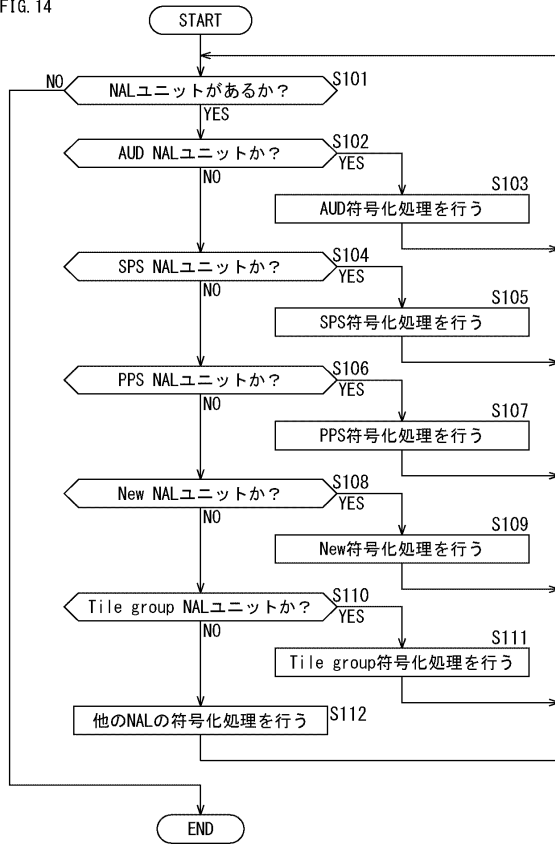 FIG. 14
START
NALユニットがあるか？
S101
NO
YES
AUD NALユニットか？
S102
YES
NO
S103
AUD符号化処理を行う
SPS NALユニットか？
S104
YES
NO
S105
SPS符号化処理を行う
PPS NALユニットか？
S106
YES
NO
S107
PPS符号化処理を行う
New NALユニットか？
S108
YES
NO
S109
New符号化処理を行う
Tile group NALユニットか？
S110
YES
NO
S111
Tile group符号化処理を行う
他のNALの符号化処理を行う
S112
END